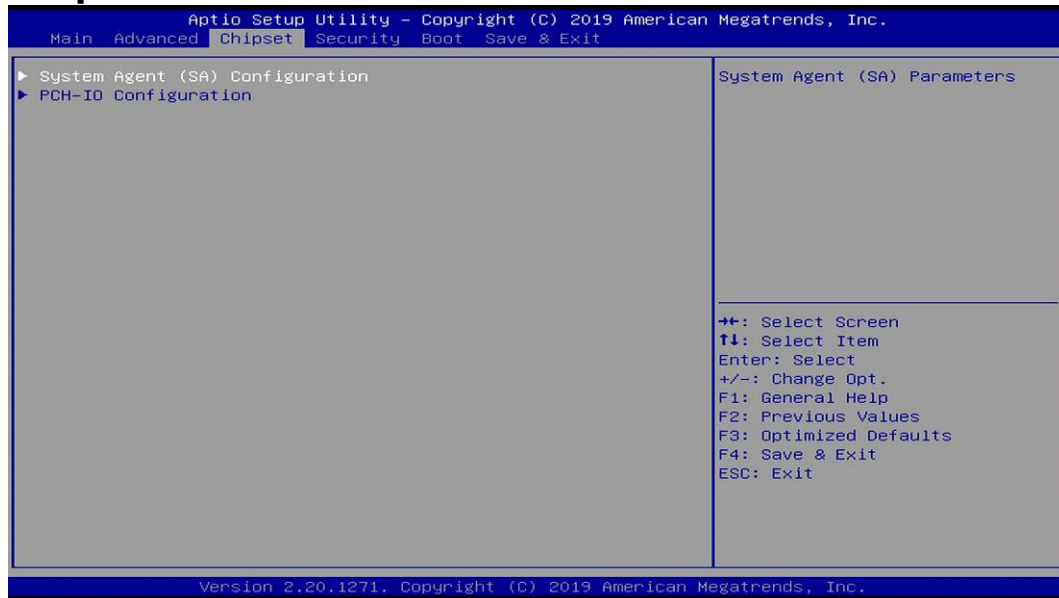 Aptio Setup Utility – Copyright (C) 2019 American Megatrends, Inc.
Main Advanced Chipset Security Boot Save & Exit
► System Agent (SA) Configuration
► PCH-IO Configuration
System Agent (SA) Parameters
→←: Select Screen
↑↓: Select Item
Enter: Select
+/-: Change Opt.
F1: General Help
F2: Previous Values
F3: Optimized Defaults
F4: Save & Exit
ESC: Exit
Version 2.20.1271. Copyright (C) 2019 American Megatrends, Inc.